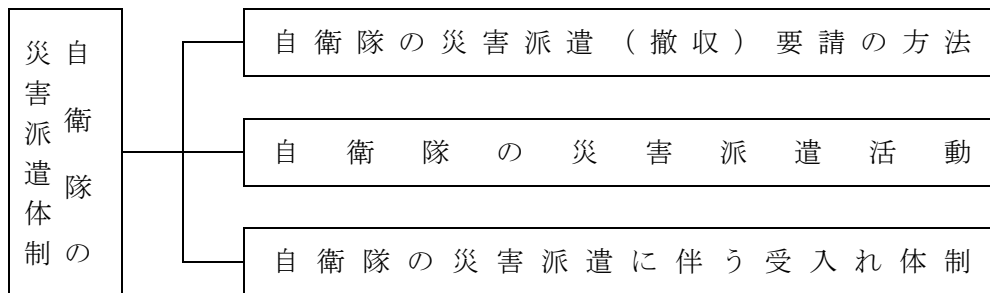 自衛隊の
災害派遣体制
自衛隊の災害派遣（撤収）要請の方法
自衛隊の災害派遣活動
自衛隊の災害派遣に伴う受入れ体制